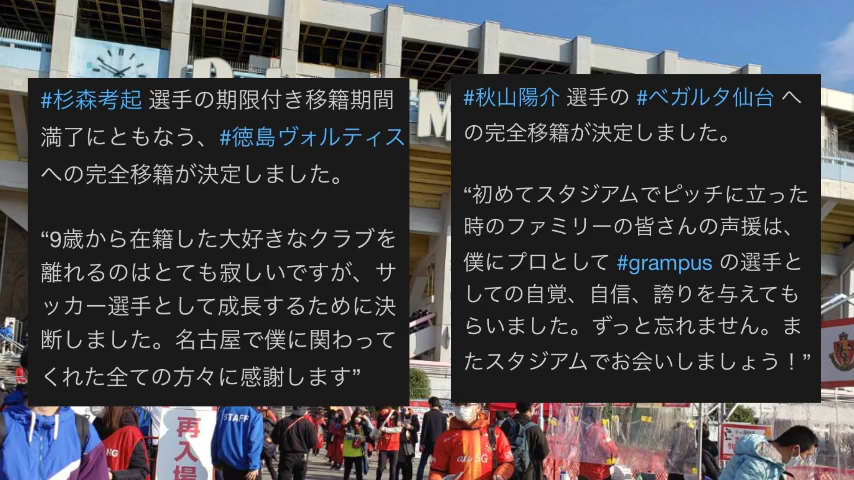 #杉森考起 選手の期限付き移籍期間
満了にともなう、#徳島ヴォルティス
への完全移籍が決定しました。
“9歳から在籍した大好きなクラブを
離れるのはとても寂しいですが、サ
ッカー選手として成長するために決
断しました。名古屋で僕に関わって
くれた全ての方々に感謝します”
#秋山陽介 選手の #ベガルタ仙台 へ
の完全移籍が決定しました。
“初めてスタジアムでピッチに立った
時のファミリーの皆さんの声援は、
僕にプロとして #grampus の選手と
しての自覚、自信、誇りを与えても
らいました。ずっと忘れません。ま
たスタジアムでお会いしましょう！”
M
再入場
STAFF
au 5G